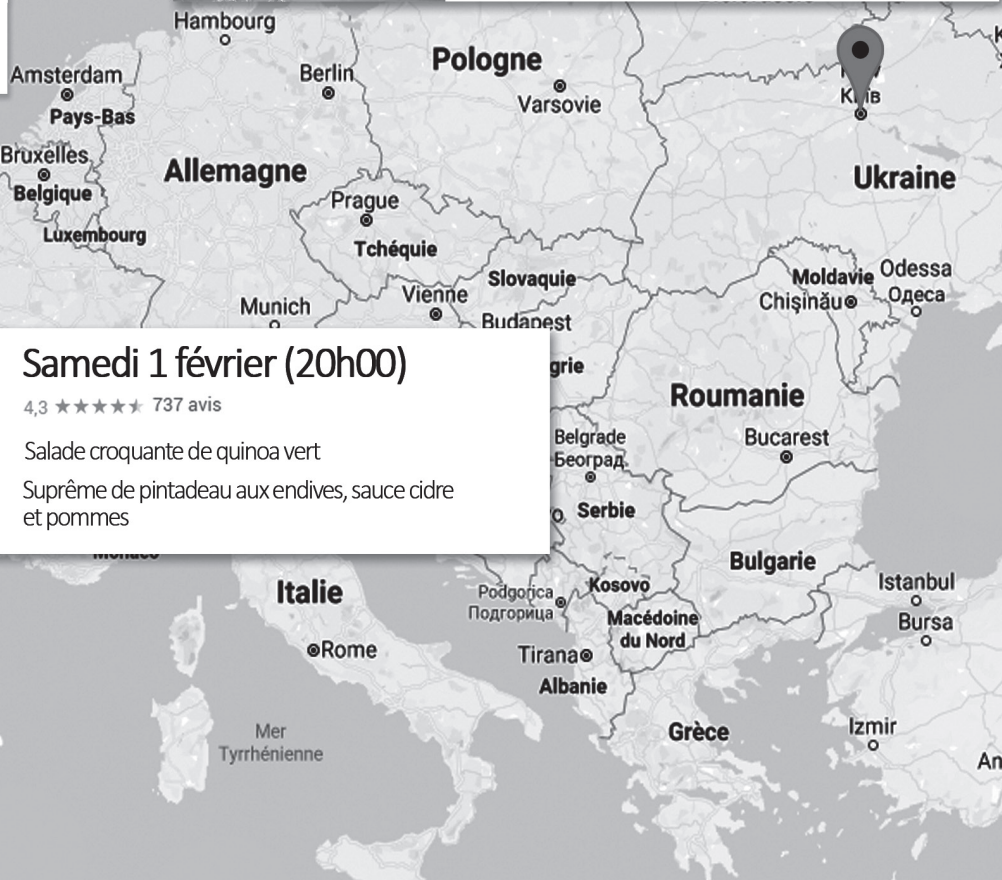 Hambourg
Pologne
Amsterdam
Berlin
Varsovie
Київ
Pays-Bas
Bruxelles
Allemagne
Ukraine
Belgique
Prague
Luxembourg
Tchéquie
Slovaquie
Moldavie
Odessa
Одеса
Munich
Vienne
Chișinău
Budapest
Samedi 1 février (20h00)
4,3 ★★★★★ 737 avis
Salade croquante de quinoa vert
Suprême de pintadeau aux endives, sauce cidre
et pommes
grie
Roumanie
Belgrade
Београд
Bucarest
Serbie
Monaco
Bulgarie
Italie
Kosovo
Istanbul
Podgorica
Подгорица
Macédoine
du Nord
Bursa
Rome
Tirana
Albanie
Mer
Tyrrhénienne
Grèce
Izmir
An